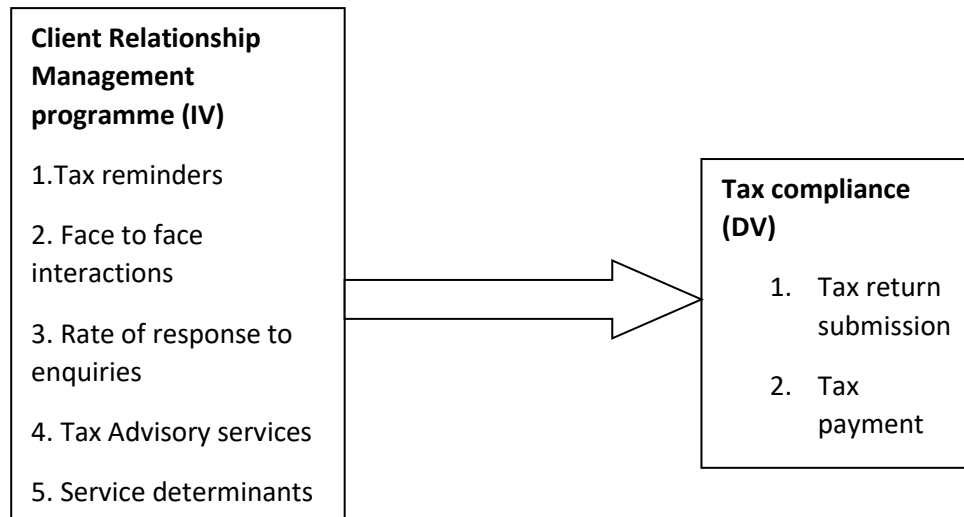 Client Relationship
Management
programme (IV)
1.Tax reminders
2. Face to face
interactions
3. Rate of response to
enquiries
4. Tax Advisory services
5. Service determinants
Tax compliance
(DV)
1. Tax return
submission
2. Tax
payment